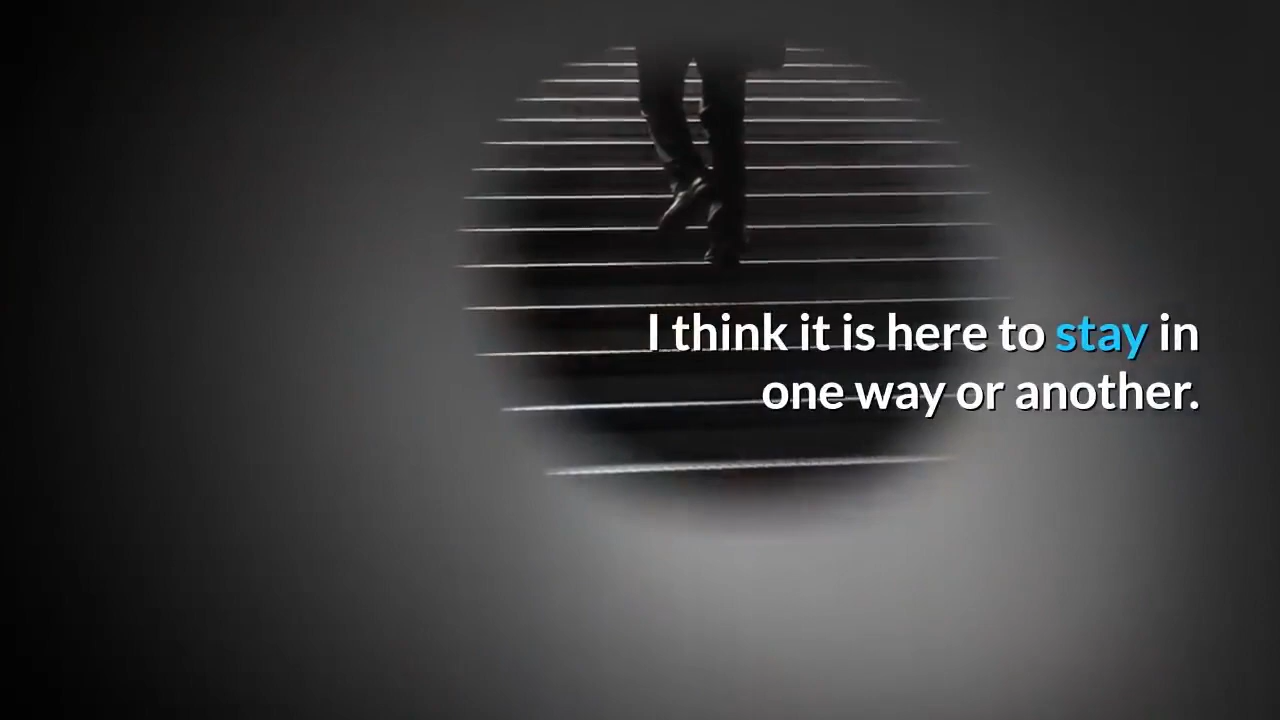 I think it is here to stay in
one way or another.